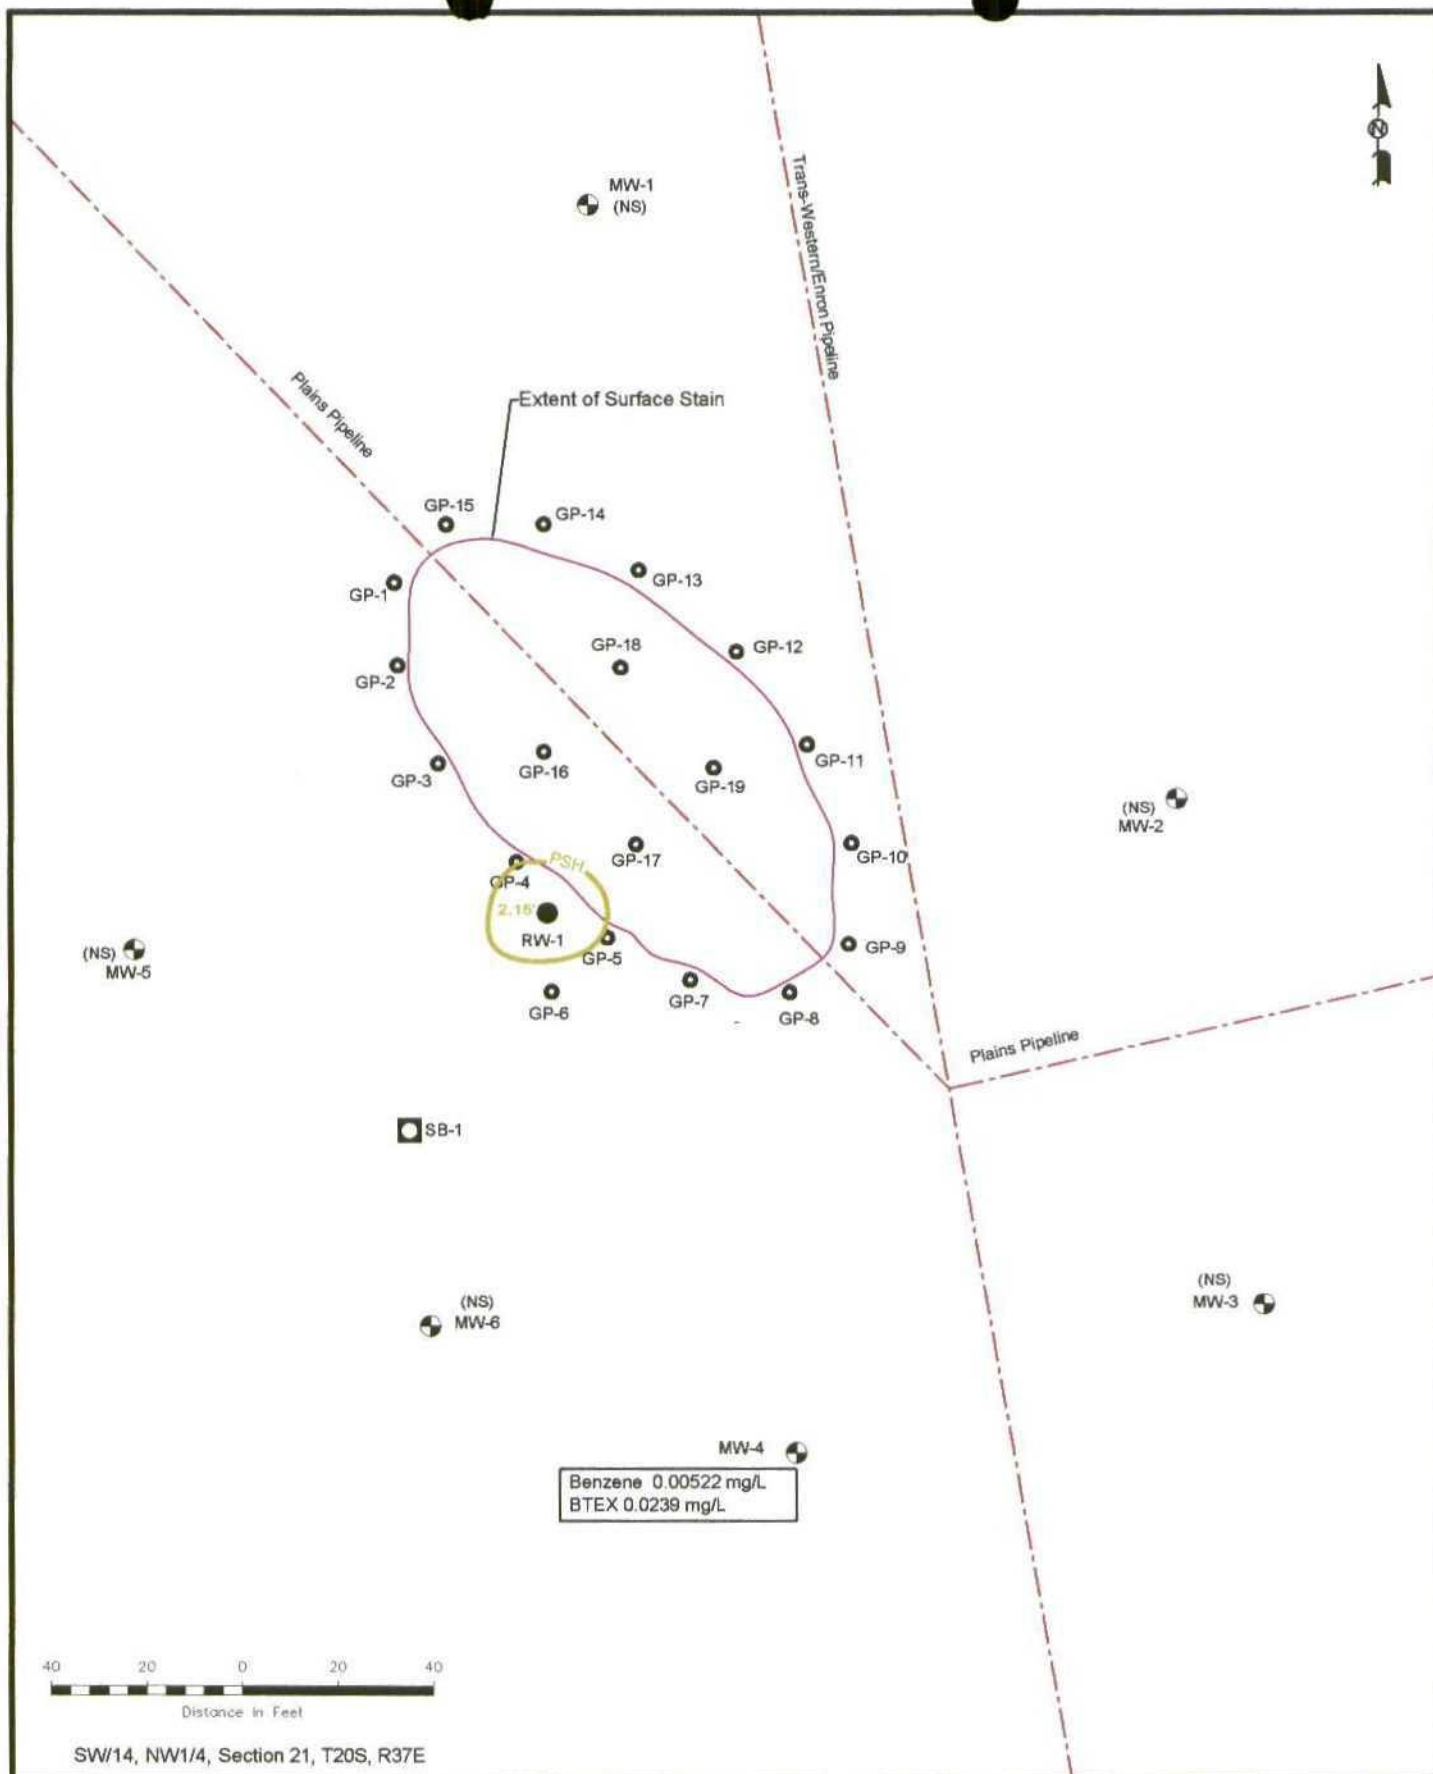 N
MW-1
(NS)
Trans-Western/Enron Pipeline
Plains Pipeline
Extent of Surface Stain
GP-15
GP-14
GP-13
GP-1
GP-12
GP-18
GP-2
GP-11
GP-16
GP-3
GP-19
(NS)
MW-2
GP-10
GP-17
PSH
GP-4
2.15'
RW-1
GP-9
GP-5
(NS)
MW-5
GP-7
GP-6
GP-8
Plains Pipeline
SB-1
(NS)
MW-3
(NS)
MW-6
MW-4
Benzene 0.00522 mg/L
BTEX 0.0239 mg/L
40 20 0 20 40
Distance in Feet
SW/14, NW1/4, Section 21, T20S, R37E